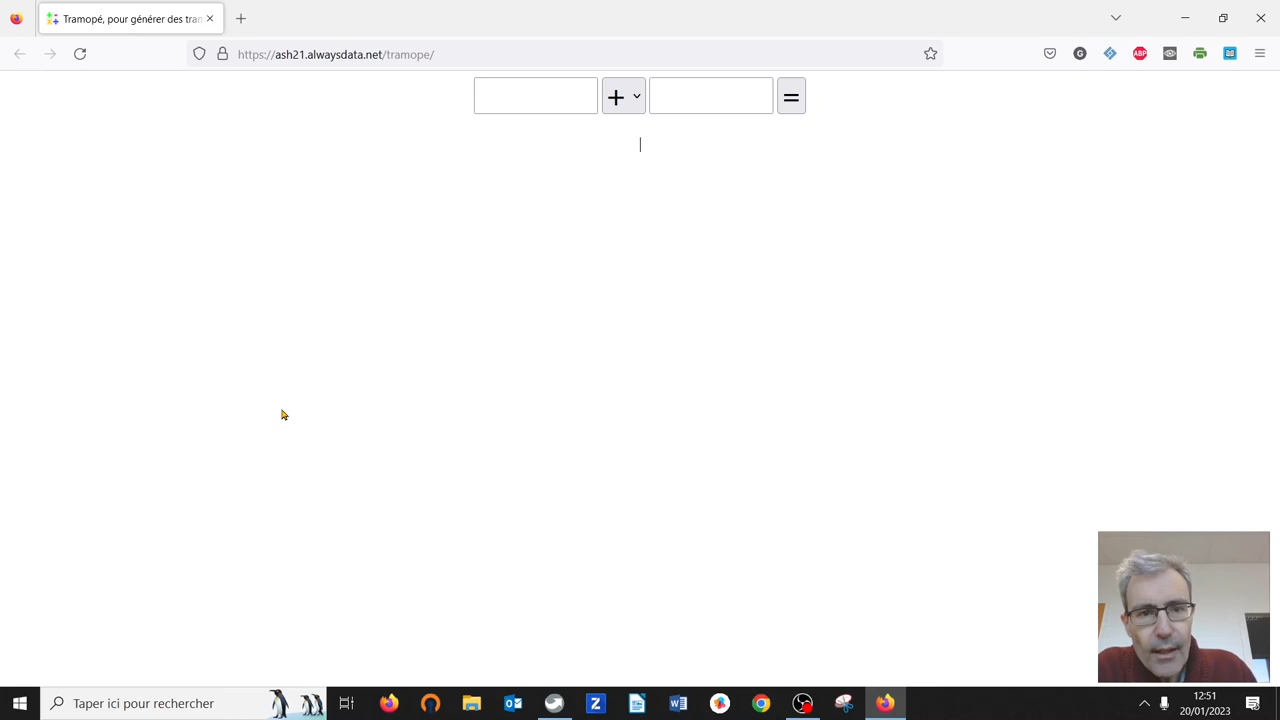 Tramopé, pour générer des tran
https://ash21.alwaysdata.net/tramope/
+ =
Taper ici pour rechercher
12:51
20/01/2023